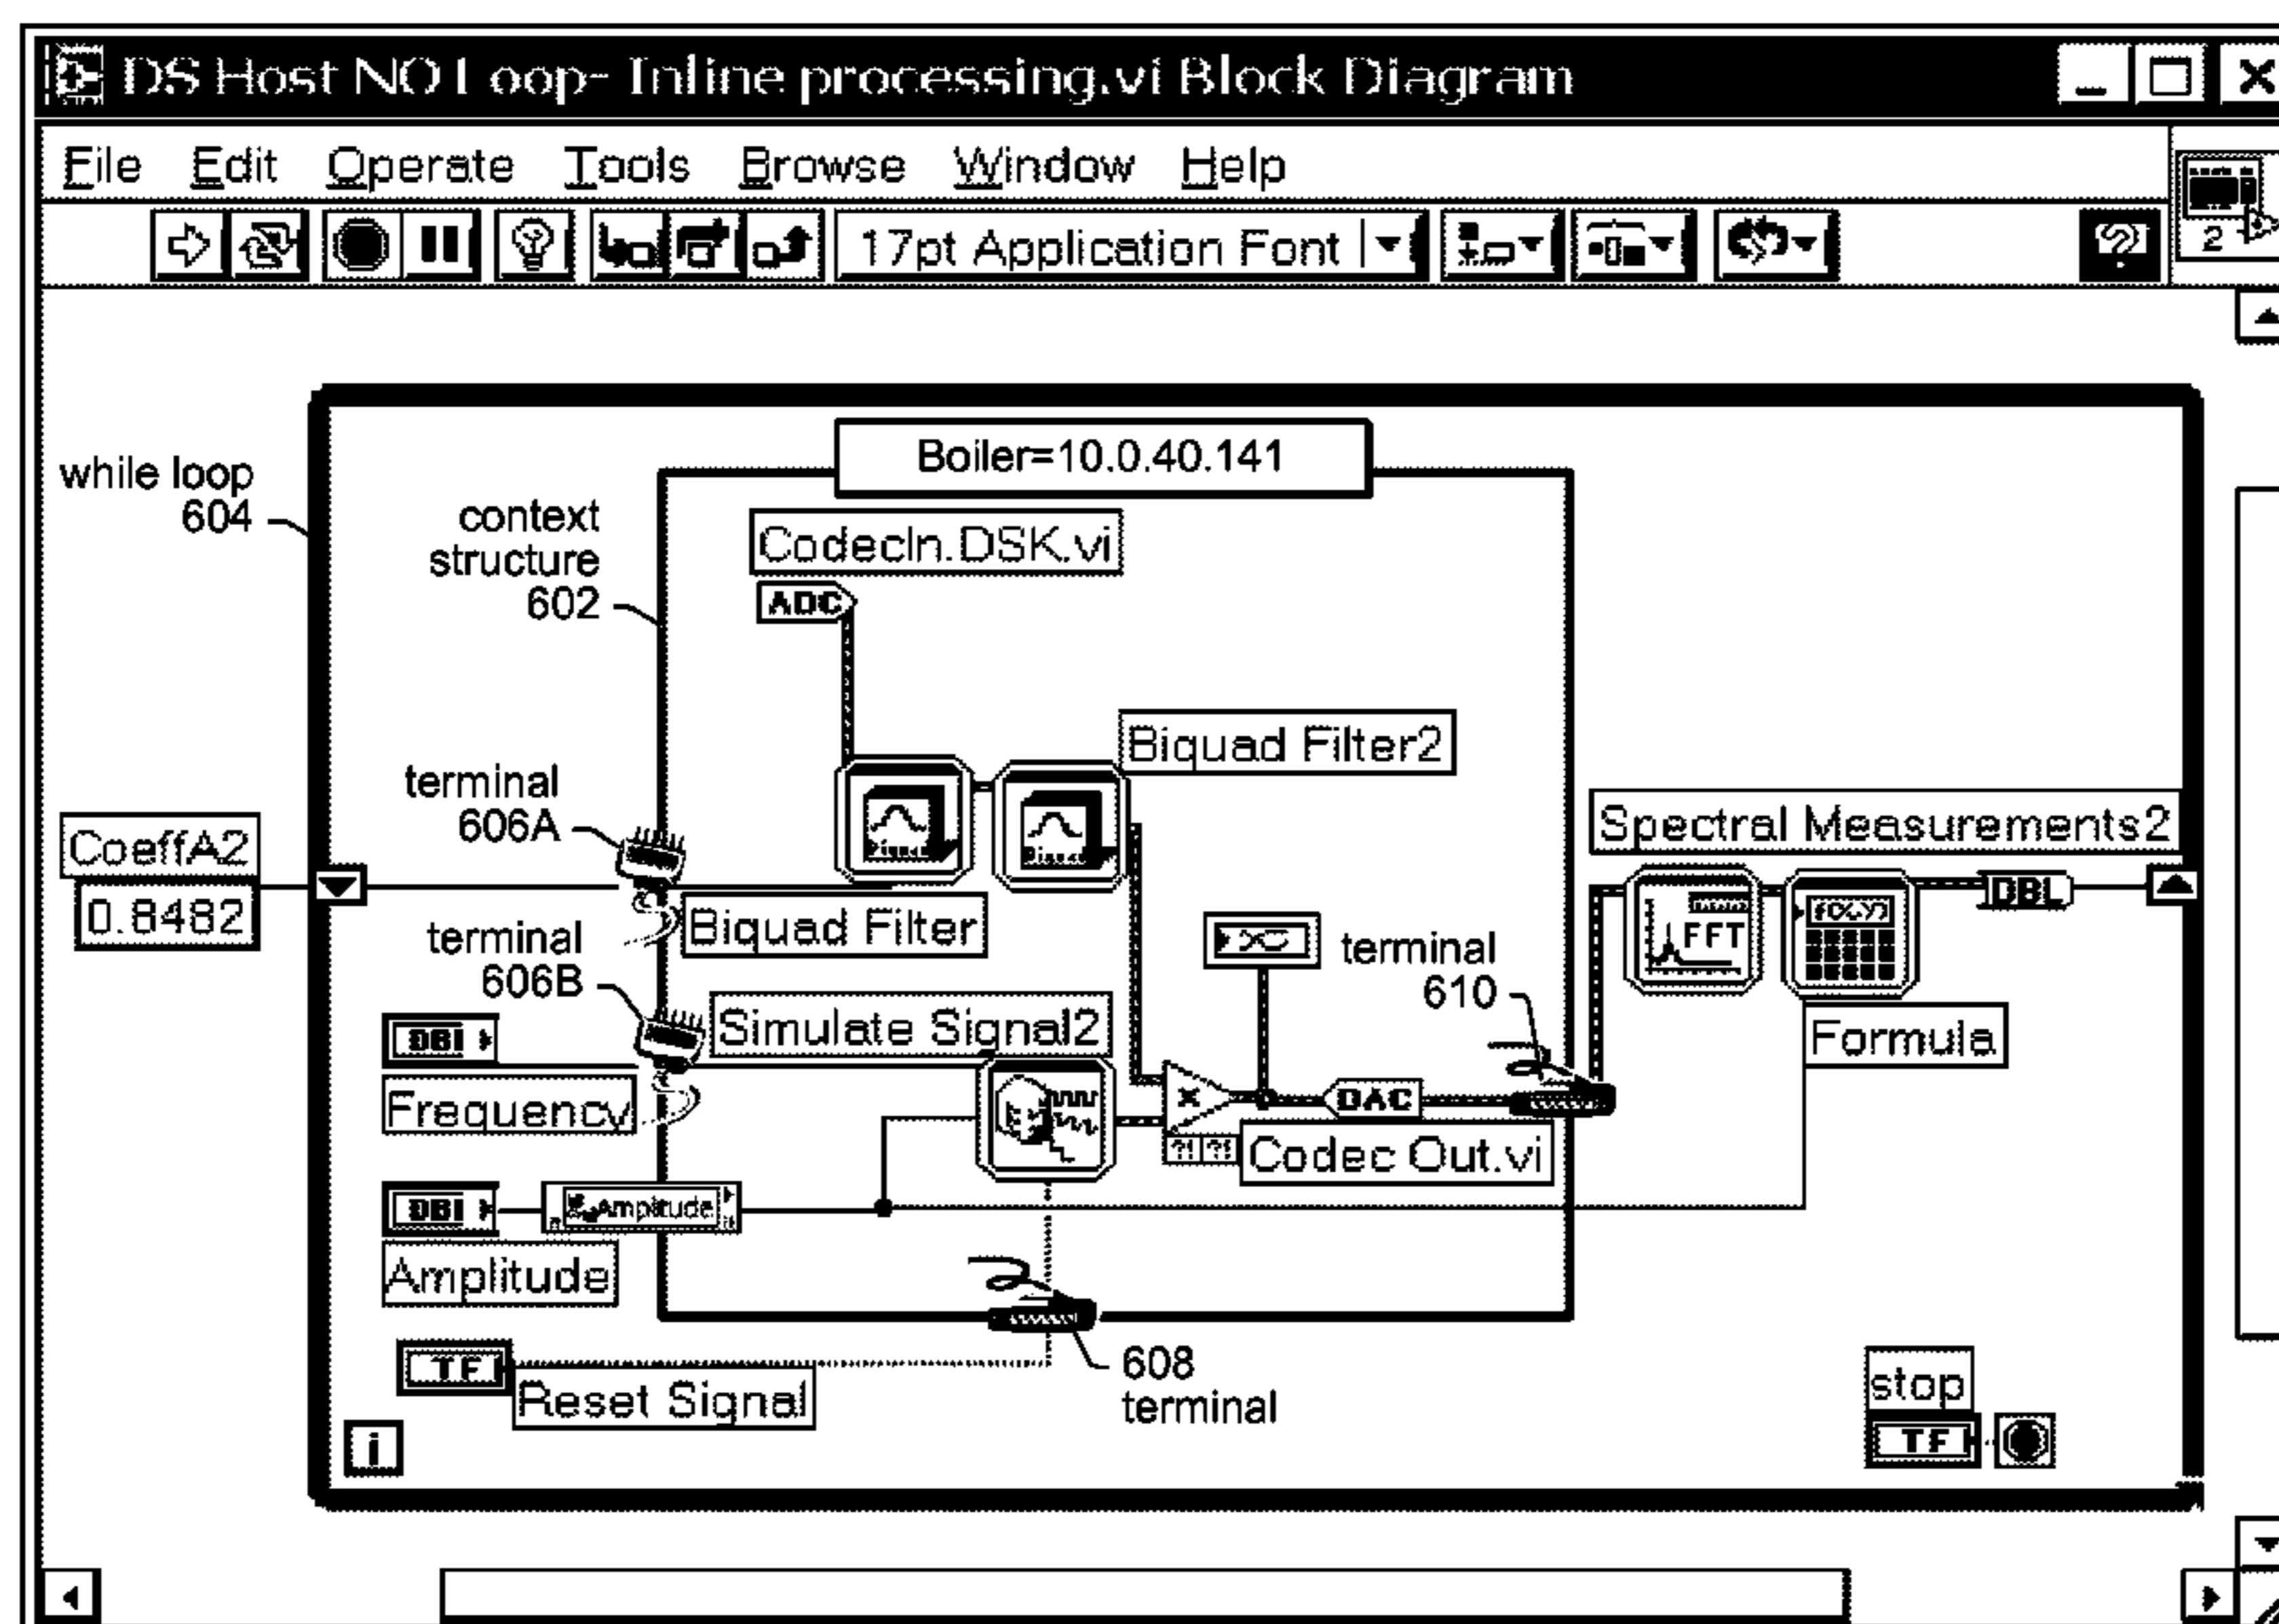 DS Host NO Loop- Inline processing.vi Block Diagram
File Edit Operate Tools Browse Window Help
17pt Application Font
2
while loop
604
Boiler=10.0.40.141
context
structure
602
CodecIn.DSK.vi
ADC
Biquad Filter2
terminal
606A
CoeffA2
0.8482
Biquad Filter
Spectral Measurements2
FFT
DBL
Formula
terminal
606B
terminal
610
Simulate Signal2
DBl
Frequency
x
DAC
Codec Out.vi
DBl
Amplitude
Amplitude
608
terminal
TF
Reset Signal
i
stop
TF